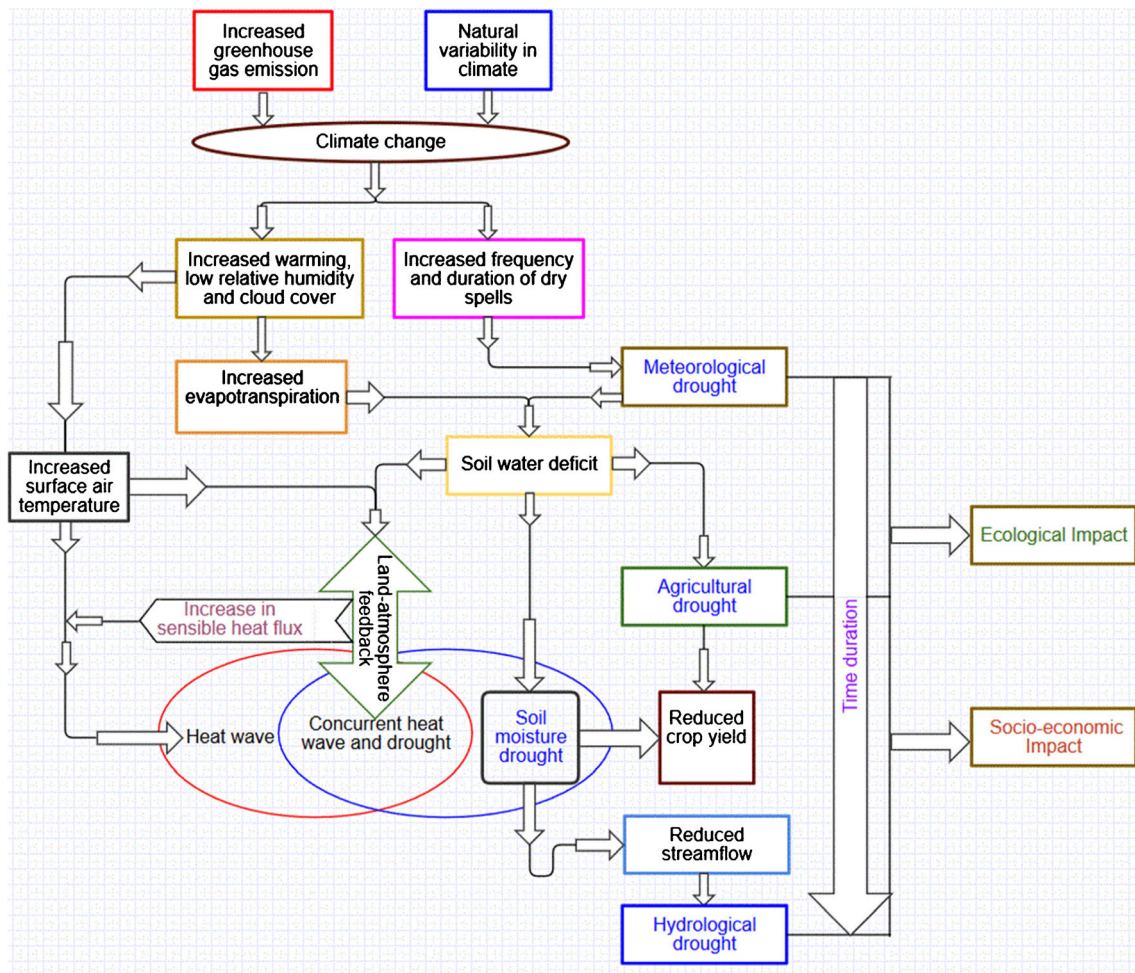 Increased
greenhouse
gas emission
Natural
variability in
climate
Climate change
Increased warming,
low relative humidity
and cloud cover
Increased frequency
and duration of dry
spells
Increased
evapotranspiration
Meteorological
drought
Increased
surface air
temperature
Soil water deficit
Ecological Impact
Land-atmosphere
feedback
Agricultural
drought
Increase in
sensible heat flux
Time duration
Heat wave
Concurrent heat
wave and drought
Soil
moisture
drought
Reduced
crop yield
Socio-economic
Impact
Reduced
streamflow
Hydrological
drought